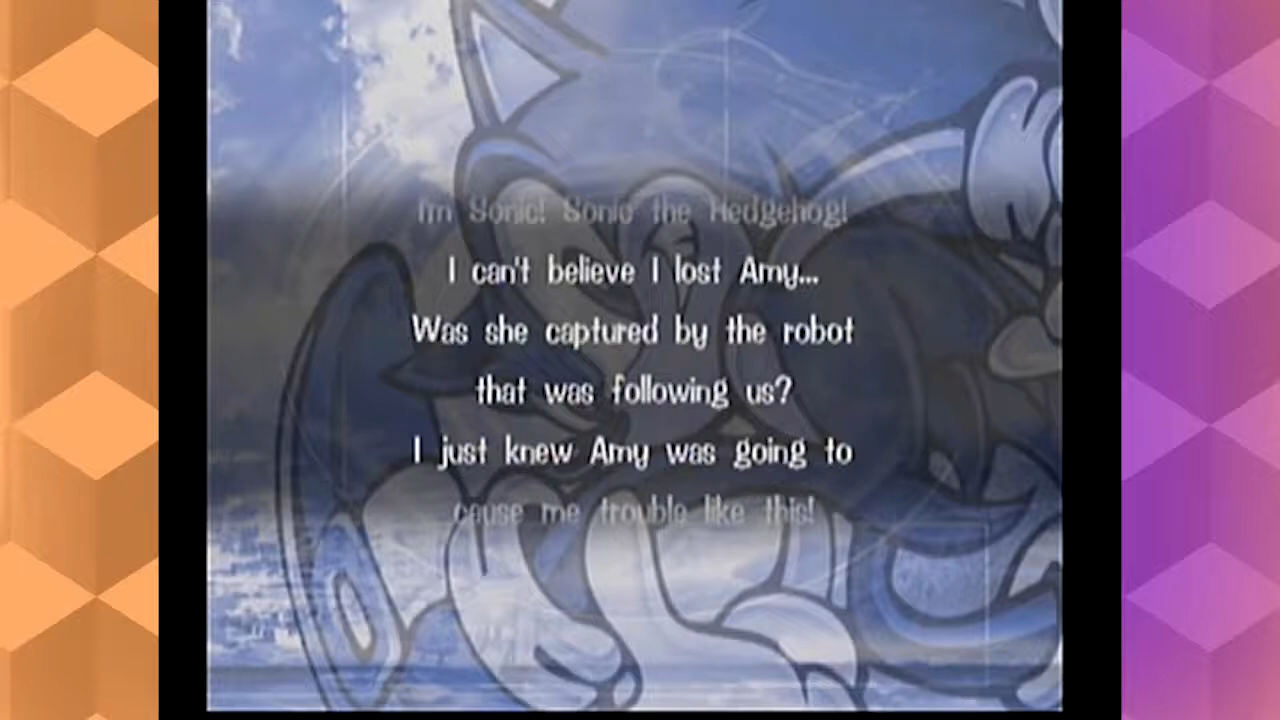 I'm Sonic! Sonic the Hedgehog!
I can't believe I lost Amy...
Was she captured by the robot
that was following us?
I just knew Amy was going to
cause me trouble like this!